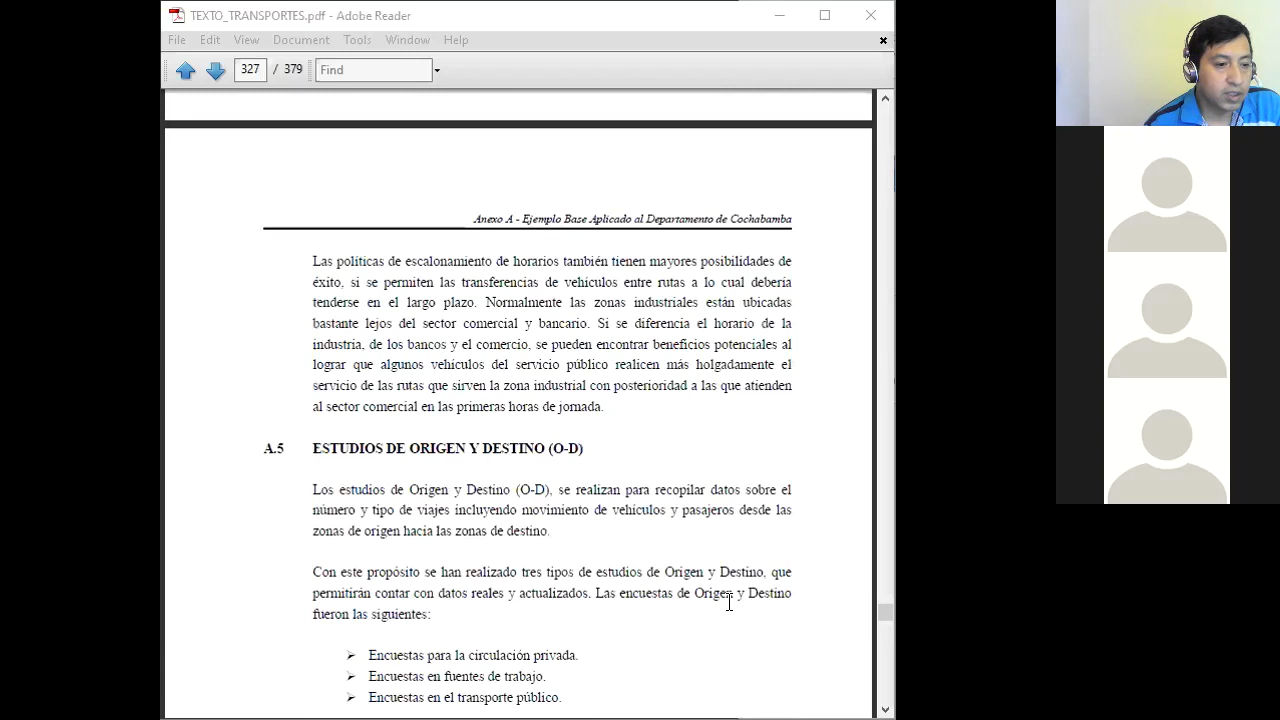 TEXTO_TRANSPORTES.pdf - Adobe Reader
File Edit View Document Tools Window Help
327 / 379 Find
Anexo A - Ejemplo Base Aplicado al Departamento de Cochabamba
Las políticas de escalonamiento de horarios también tienen mayores posibilidades de
éxito, si se permiten las transferencias de vehículos entre rutas a lo cual debería
tenderse en el largo plazo. Normalmente las zonas industriales están ubicadas
bastante lejos del sector comercial y bancario. Si se diferencia el horario de la
industria, de los bancos y el comercio, se pueden encontrar beneficios potenciales al
lograr que algunos vehículos del servicio público realicen más holgadamente el
servicio de las rutas que sirven la zona industrial con posterioridad a las que atienden
al sector comercial en las primeras horas de jornada.
A.5 ESTUDIOS DE ORIGEN Y DESTINO (O-D)
Los estudios de Origen y Destino (O-D), se realizan para recopilar datos sobre el
número y tipo de viajes incluyendo movimiento de vehículos y pasajeros desde las
zonas de origen hacia las zonas de destino.
Con este propósito se han realizado tres tipos de estudios de Origen y Destino, que
permitirán contar con datos reales y actualizados. Las encuestas de Origen y Destino
fueron las siguientes:
➤ Encuestas para la circulación privada.
➤ Encuestas en fuentes de trabajo.
➤ Encuestas en el transporte público.